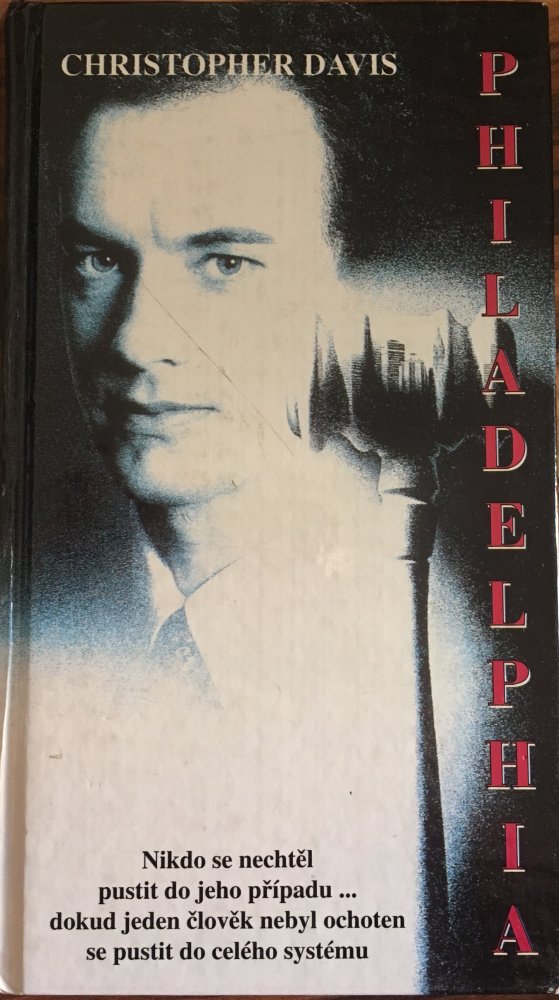 CHRISTOPHER DAVIS
PHILADELPHIA
Nikdo se nechtěl
pustit do jeho případu ...
dokud jeden člověk nebyl ochoten
se pustit do celého systému